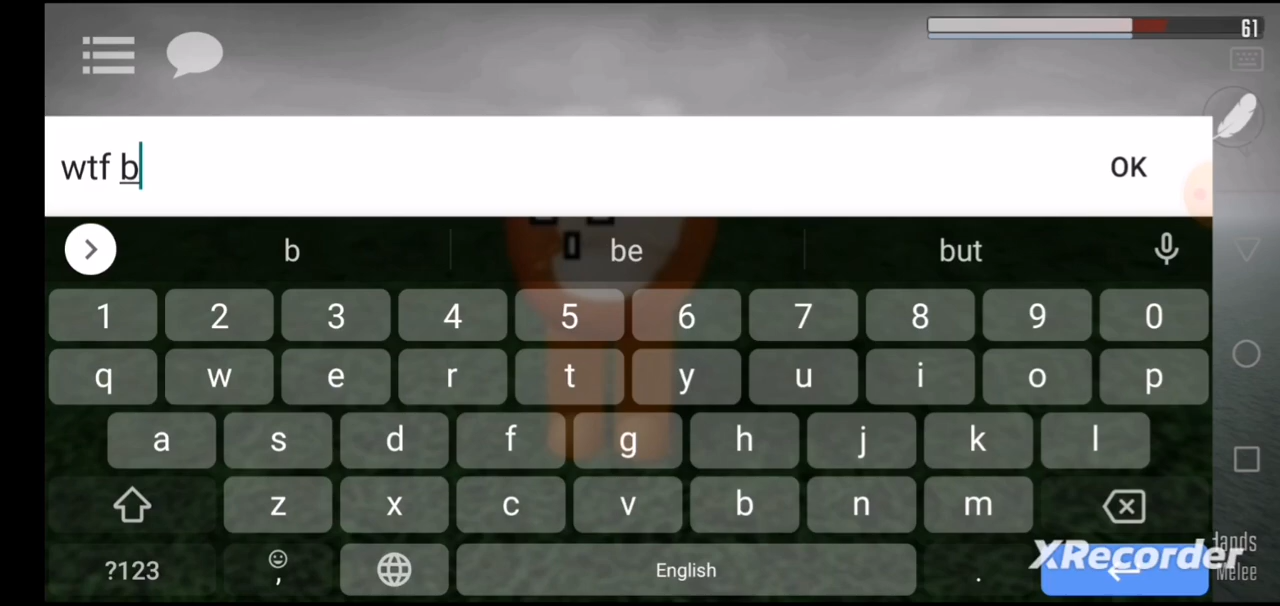 61
wtf b
OK
b be but
1 2 3 4 5 6 7 8 9 0
q w e r t y u i o p
a s d f g h j k l
z x c v b n m
?123 , English .
XRecorder
Hands
Melee